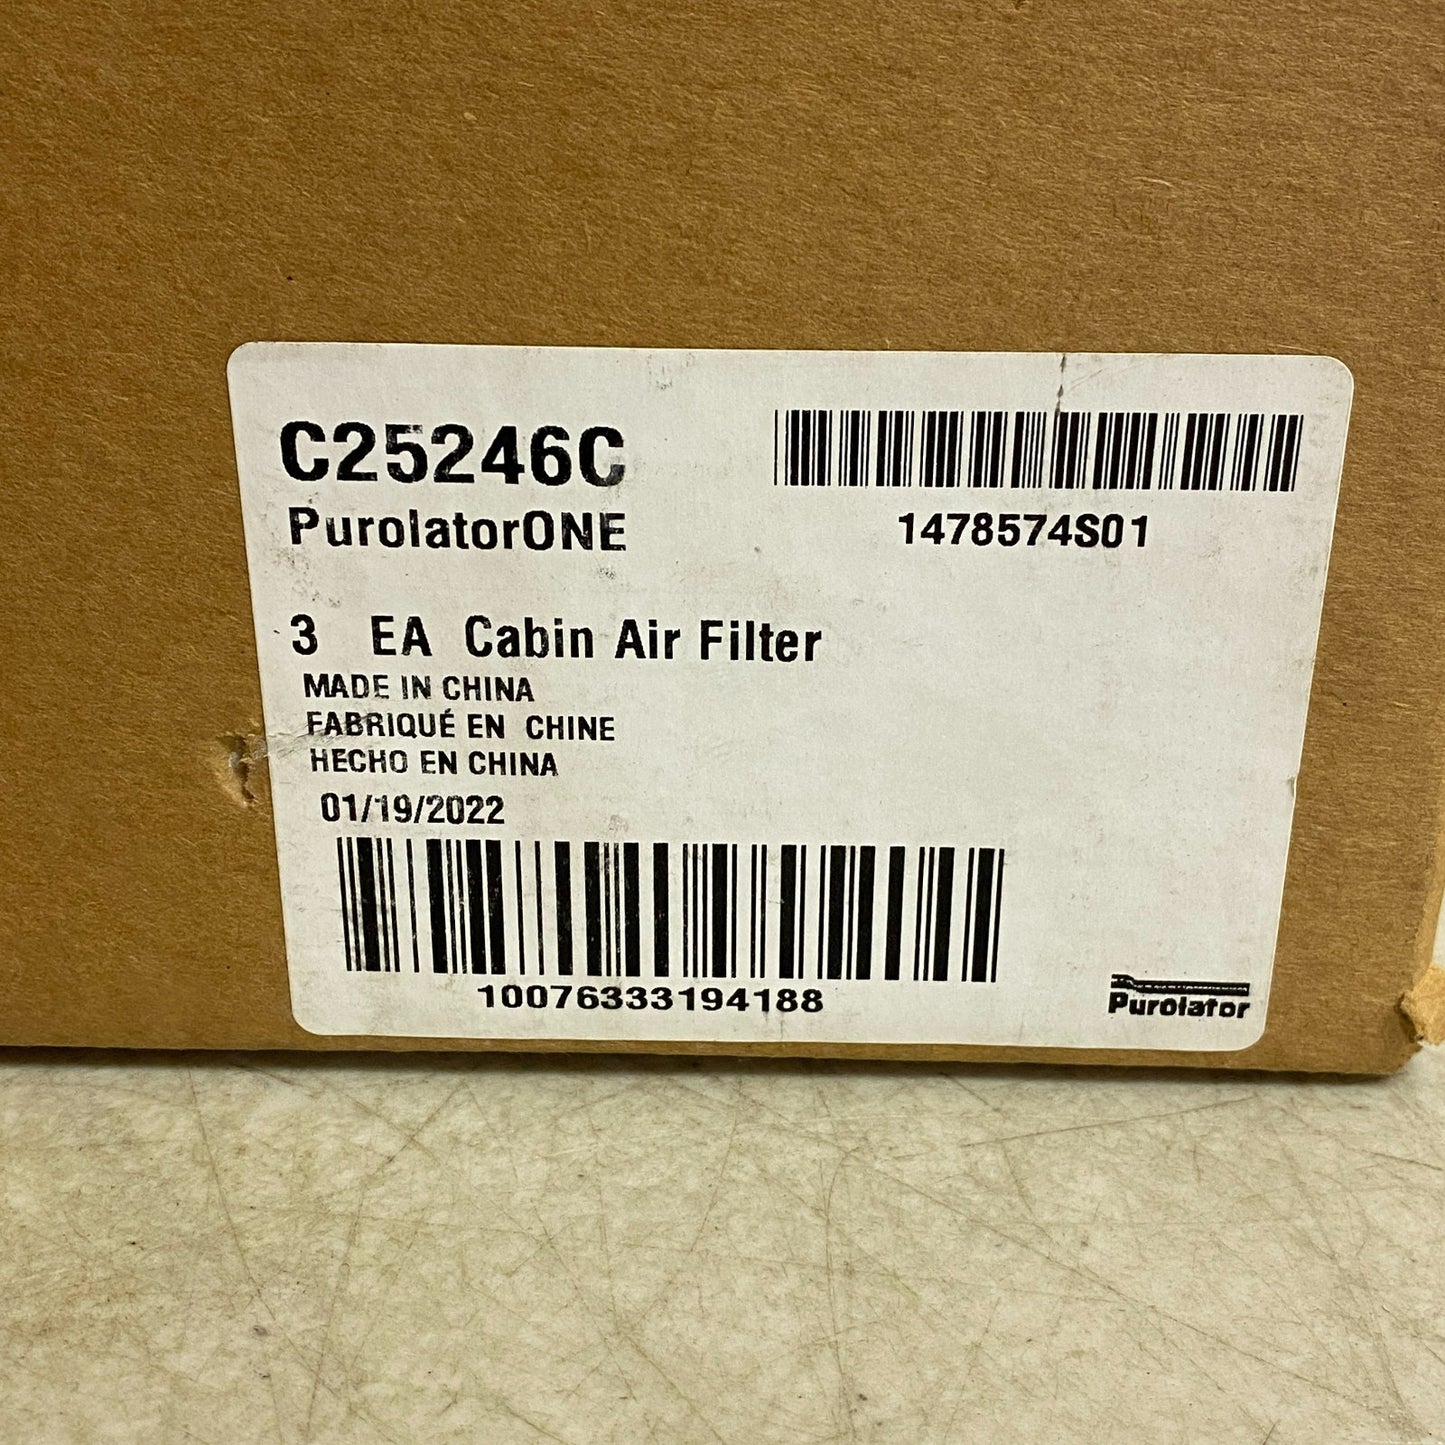 C25246C
PurolatorONE
1478574S01
3 EA Cabin Air Filter
MADE IN CHINA
FABRIQUÉ EN CHINE
HECHO EN CHINA
01/19/2022
10076333194188
Purolator